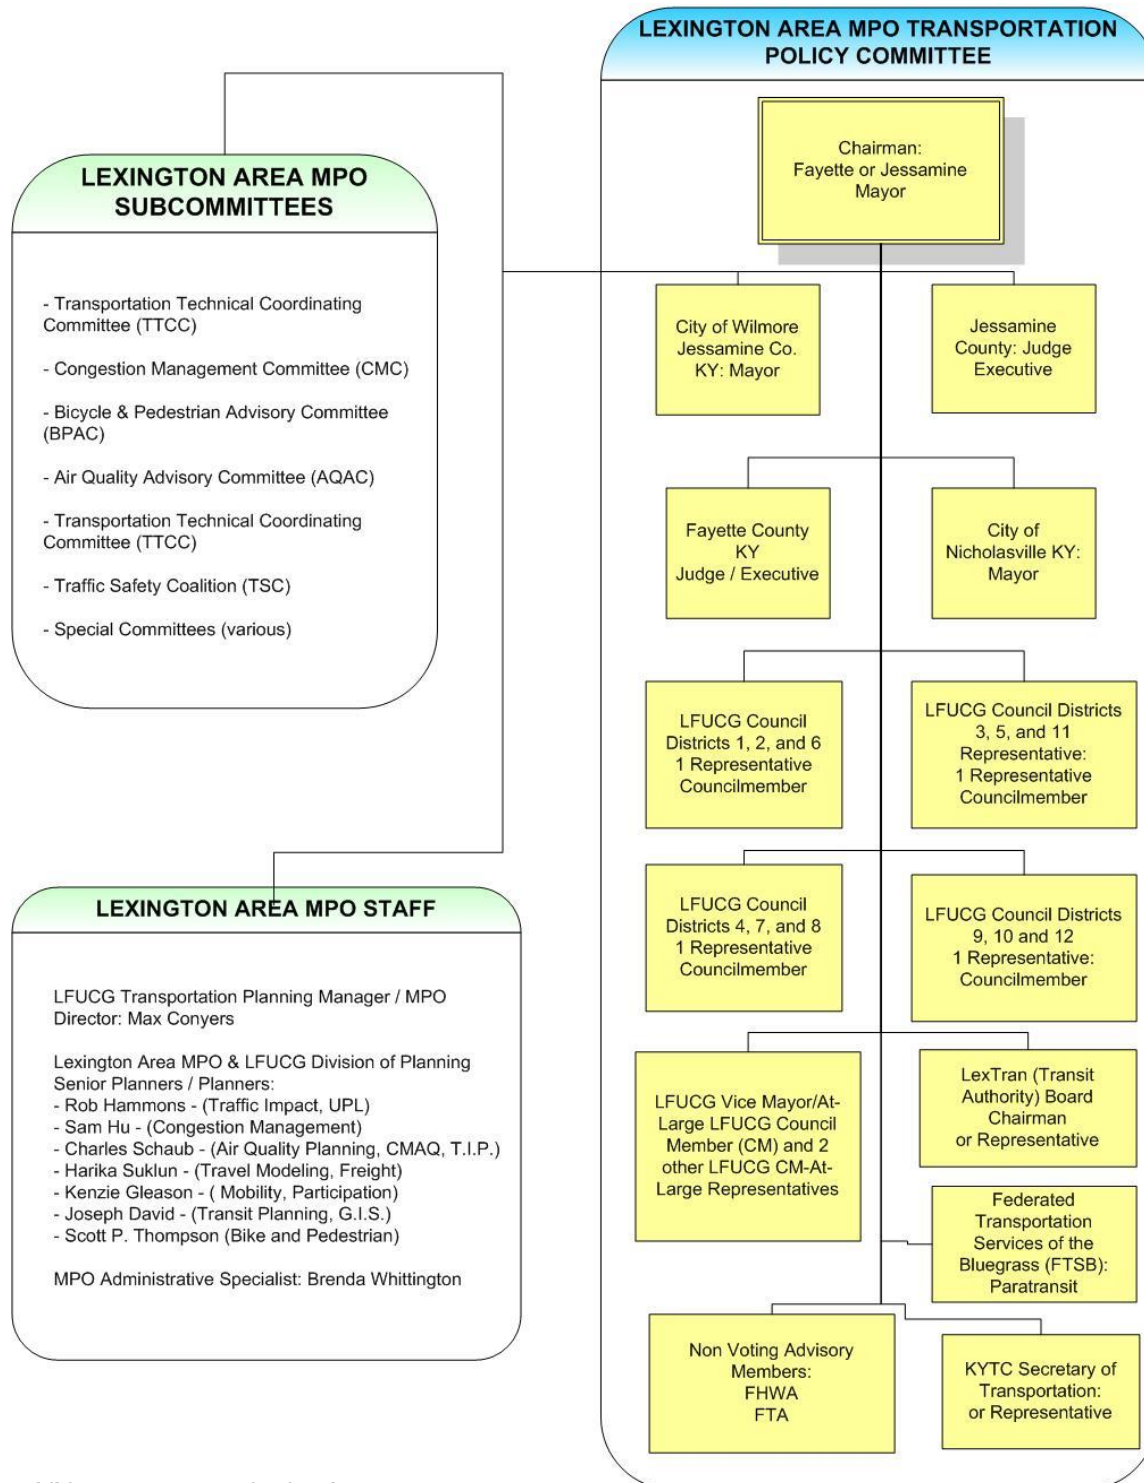 LEXINGTON AREA MPO TRANSPORTATION
POLICY COMMITTEE
Chairman:
Fayette or Jessamine
Mayor
City of Wilmore
Jessamine Co.
KY: Mayor
Jessamine
County: Judge
Executive
Fayette County
KY
Judge / Executive
City of
Nicholasville KY:
Mayor
LFUCG Council
Districts 1, 2, and 6
1 Representative
Councilmember
LFUCG Council Districts
3, 5, and 11
Representative:
1 Representative
Councilmember
LFUCG Council
Districts 4, 7, and 8
1 Representative
Councilmember
LFUCG Council Districts
9, 10 and 12
1 Representative:
Councilmember
LFUCG Vice Mayor/At-
Large LFUCG Council
Member (CM) and 2
other LFUCG CM-At-
Large Representatives
LexTran (Transit
Authority) Board
Chairman
or Representative
Federated
Transportation
Services of the
Bluegrass (FTSB):
Paratransit
Non Voting Advisory
Members:
FHWA
FTA
KYTC Secretary of
Transportation:
or Representative
LEXINGTON AREA MPO
SUBCOMMITTEES
- Transportation Technical Coordinating
Committee (TTCC)
- Congestion Management Committee (CMC)
- Bicycle & Pedestrian Advisory Committee
(BPAC)
- Air Quality Advisory Committee (AQAC)
- Transportation Technical Coordinating
Committee (TTCC)
- Traffic Safety Coalition (TSC)
- Special Committees (various)
LEXINGTON AREA MPO STAFF
LFUCG Transportation Planning Manager / MPO
Director: Max Conyers
Lexington Area MPO & LFUCG Division of Planning
Senior Planners / Planners:
- Rob Hammons - (Traffic Impact, UPL)
- Sam Hu - (Congestion Management)
- Charles Schaub - (Air Quality Planning, CMAQ, T.I.P.)
- Harika Suklun - (Travel Modeling, Freight)
- Kenzie Gleason - ( Mobility, Participation)
- Joseph David - (Transit Planning, G.I.S.)
- Scott P. Thompson (Bike and Pedestrian)
MPO Administrative Specialist: Brenda Whittington